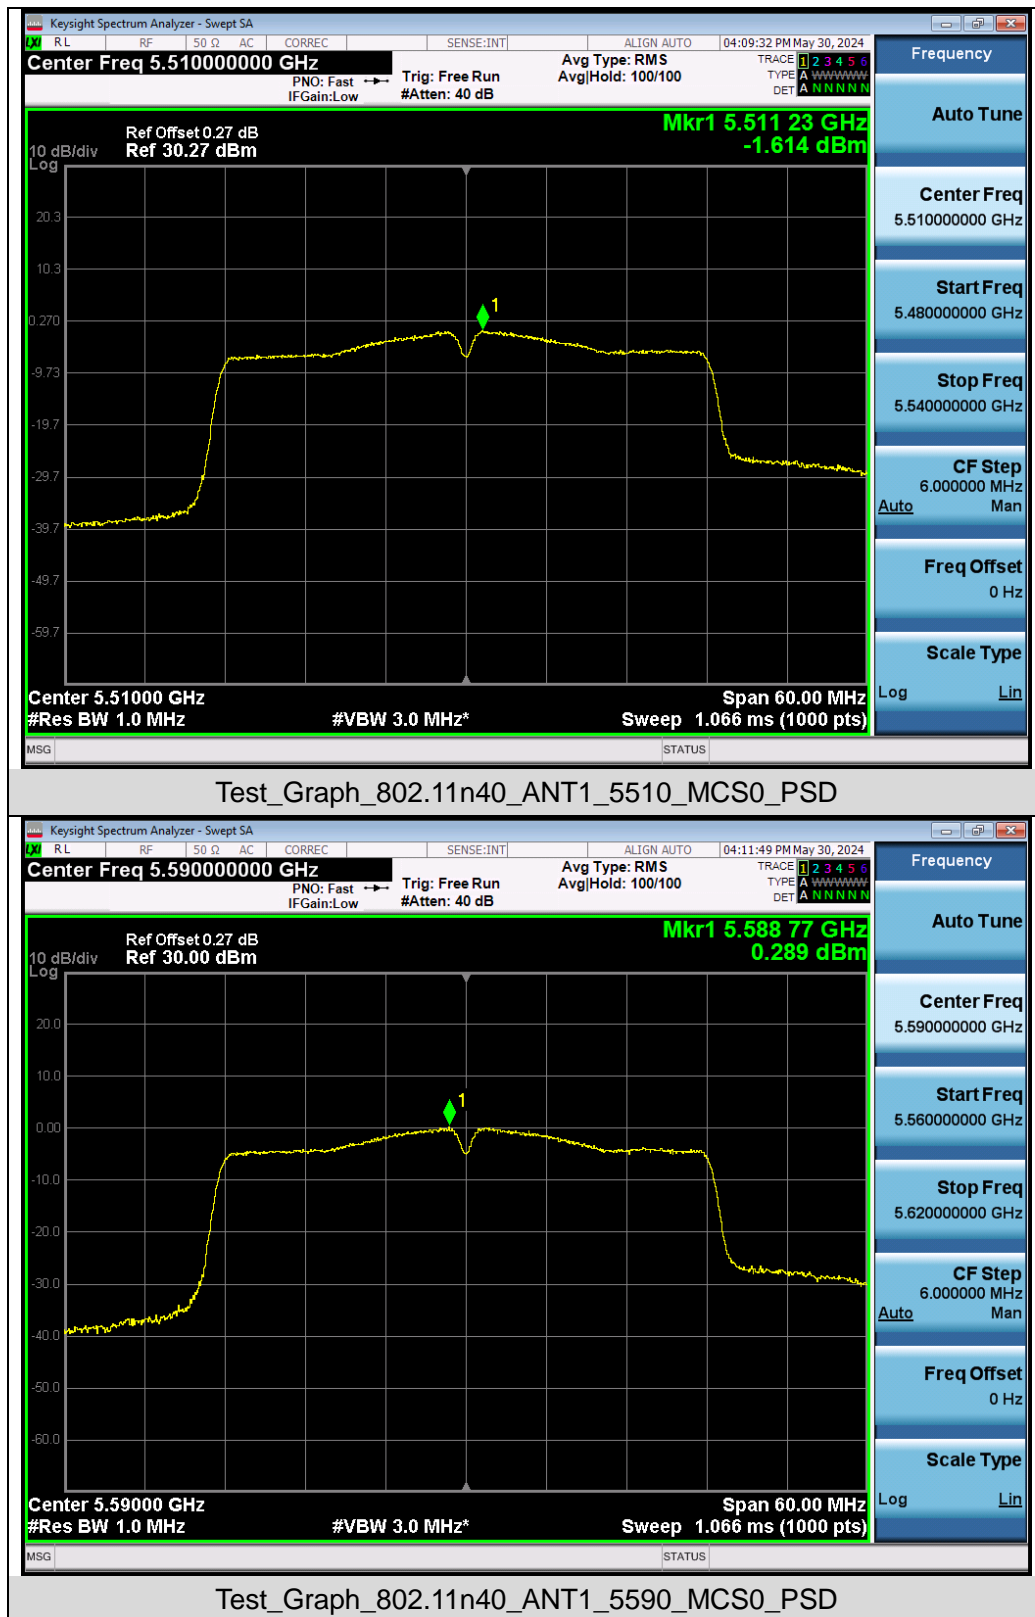 Keysight Spectrum Analyzer - Swept SA
LXI RL RF 50 Ω AC CORREC SENSE:INT ALIGN AUTO 04:09:32 PM May 30, 2024
Center Freq 5.510000000 GHz
PNO: Fast
IFGain:Low
Trig: Free Run
#Atten: 40 dB
Avg Type: RMS
Avg|Hold: 100/100
TRACE 1 2 3 4 5 6
TYPE A WWWWW
DET A N N N N N
Ref Offset 0.27 dB
10 dB/div Ref 30.27 dBm
Log
Mkr1 5.511 23 GHz
-1.614 dBm
20.3
10.3
0.270
-9.73
-19.7
-29.7
-39.7
-49.7
-59.7
1
Center 5.51000 GHz
Span 60.00 MHz
#Res BW 1.0 MHz
#VBW 3.0 MHz*
Sweep 1.066 ms (1000 pts)
MSG
STATUS
Frequency
Auto Tune
Center Freq
5.510000000 GHz
Start Freq
5.480000000 GHz
Stop Freq
5.540000000 GHz
CF Step
6.000000 MHz
Auto Man
Freq Offset
0 Hz
Scale Type
Log Lin
Test_Graph_802.11n40_ANT1_5510_MCS0_PSD
Keysight Spectrum Analyzer - Swept SA
LXI RL RF 50 Ω AC CORREC SENSE:INT ALIGN AUTO 04:11:49 PM May 30, 2024
Center Freq 5.590000000 GHz
PNO: Fast
IFGain:Low
Trig: Free Run
#Atten: 40 dB
Avg Type: RMS
Avg|Hold: 100/100
TRACE 1 2 3 4 5 6
TYPE A WWWWW
DET A N N N N N
Ref Offset 0.27 dB
10 dB/div Ref 30.00 dBm
Log
Mkr1 5.588 77 GHz
0.289 dBm
20.0
10.0
0.00
-10.0
-20.0
-30.0
-40.0
-50.0
-60.0
1
Center 5.59000 GHz
Span 60.00 MHz
#Res BW 1.0 MHz
#VBW 3.0 MHz*
Sweep 1.066 ms (1000 pts)
MSG
STATUS
Frequency
Auto Tune
Center Freq
5.590000000 GHz
Start Freq
5.560000000 GHz
Stop Freq
5.620000000 GHz
CF Step
6.000000 MHz
Auto Man
Freq Offset
0 Hz
Scale Type
Log Lin
Test_Graph_802.11n40_ANT1_5590_MCS0_PSD